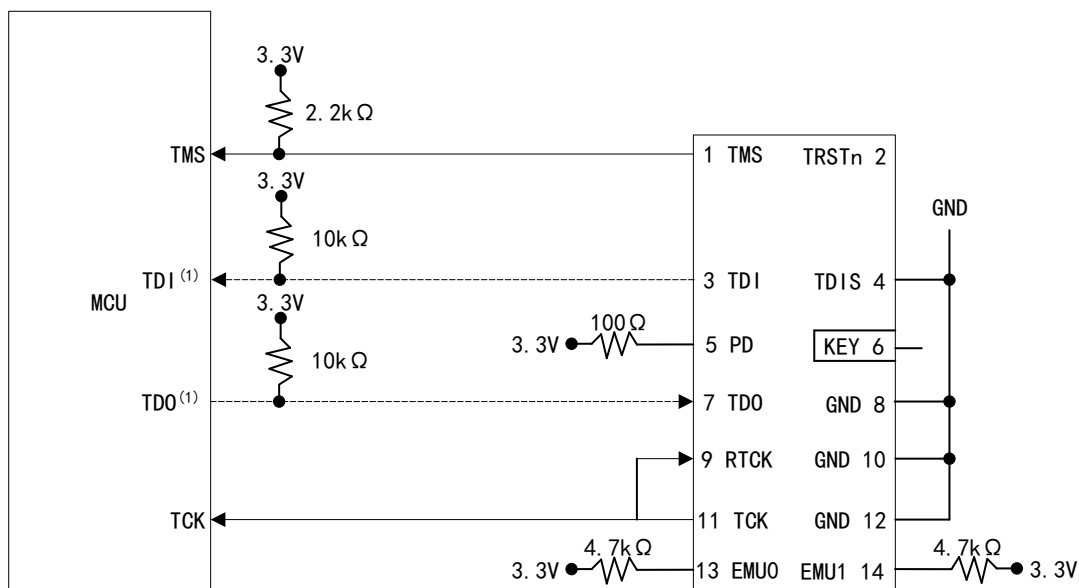 3.3V
2.2kΩ
TMS
1 TMS
TRSTn 2
3.3V
GND
10kΩ
TDI(1)
3 TDI
TDIS 4
MCU
3.3V
100Ω
3.3V
5 PD
KEY 6
10kΩ
TDO(1)
7 TDO
GND 8
9 RTCK
GND 10
TCK
11 TCK
GND 12
4.7kΩ
4.7kΩ
3.3V
13 EMU0
EMU1 14
3.3V